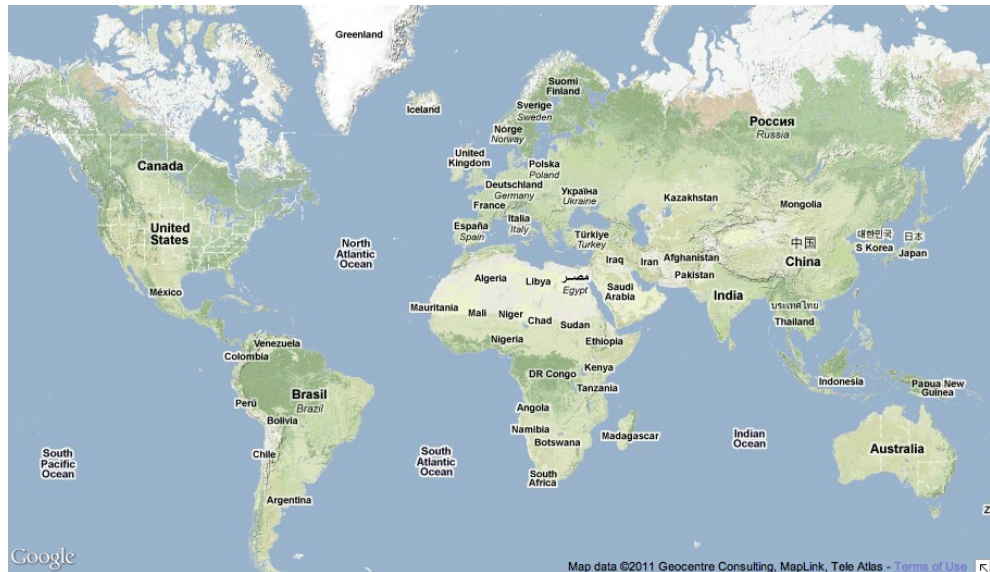 Greenland
Iceland
Suomi
Finland
Sverige
Sweden
Norge
Norway
Россия
Russia
Canada
United
Kingdom
Polska
Poland
Deutschland
Germany
Україна
Ukraine
France
Kazakhstan
Mongolia
United
States
España
Spain
Italia
Italy
Türkiye
Turkey
North
Atlantic
Ocean
Iraq
Iran
Afghanistan
Pakistan
中国
China
대한민국
S Korea
日本
Japan
México
Algeria
Libya
مصر
Egypt
Saudi
Arabia
India
ประเทศไทย
Thailand
Mauritania
Mali
Niger
Chad
Sudan
Nigeria
Ethiopia
Venezuela
Colombia
DR Congo
Kenya
Tanzania
Indonesia
Papua New
Guinea
Brasil
Brazil
Perú
Bolivia
Angola
Namibia
Botswana
Madagascar
Indian
Ocean
Australia
South
Pacific
Ocean
Chile
South
Atlantic
Ocean
South
Africa
Argentina
Z
Google
Map data ©2011 Geocentre Consulting, MapLink, Tele Atlas - Terms of Use